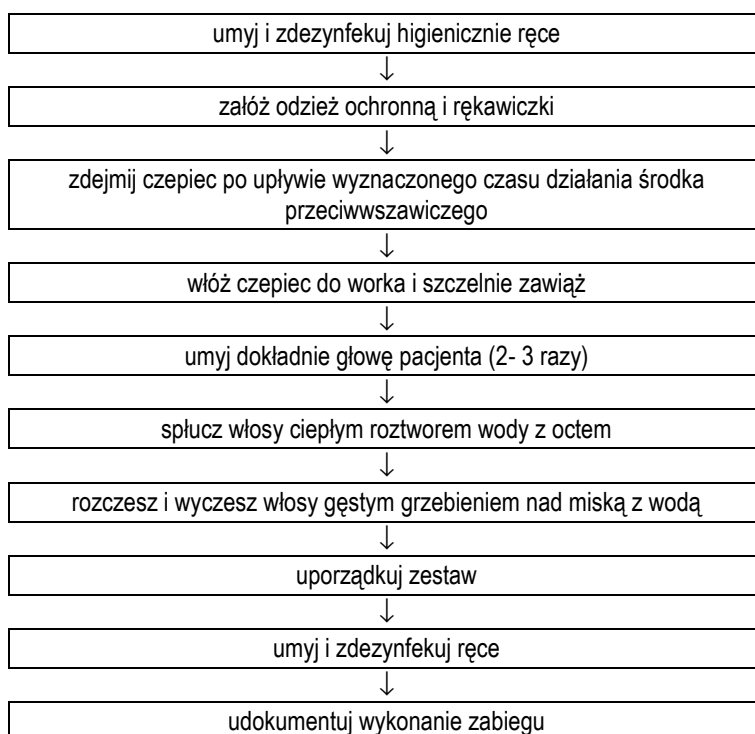 umyj i zdezynfekuj higienicznie ręce
↓
załóż odzież ochronną i rękawiczki
↓
zdejmij czepiec po upływie wyznaczonego czasu działania środka
przeciwwszawiczego
↓
włóż czepiec do worka i szczelnie zawiąż
↓
umyj dokładnie głowę pacjenta (2- 3 razy)
↓
spłucz włosy ciepłym roztworem wody z octem
↓
rozczesz i wyczesz włosy gęstym grzebieniem nad miską z wodą
↓
uporządkuj zestaw
↓
umyj i zdezynfekuj ręce
↓
udokumentuj wykonanie zabiegu